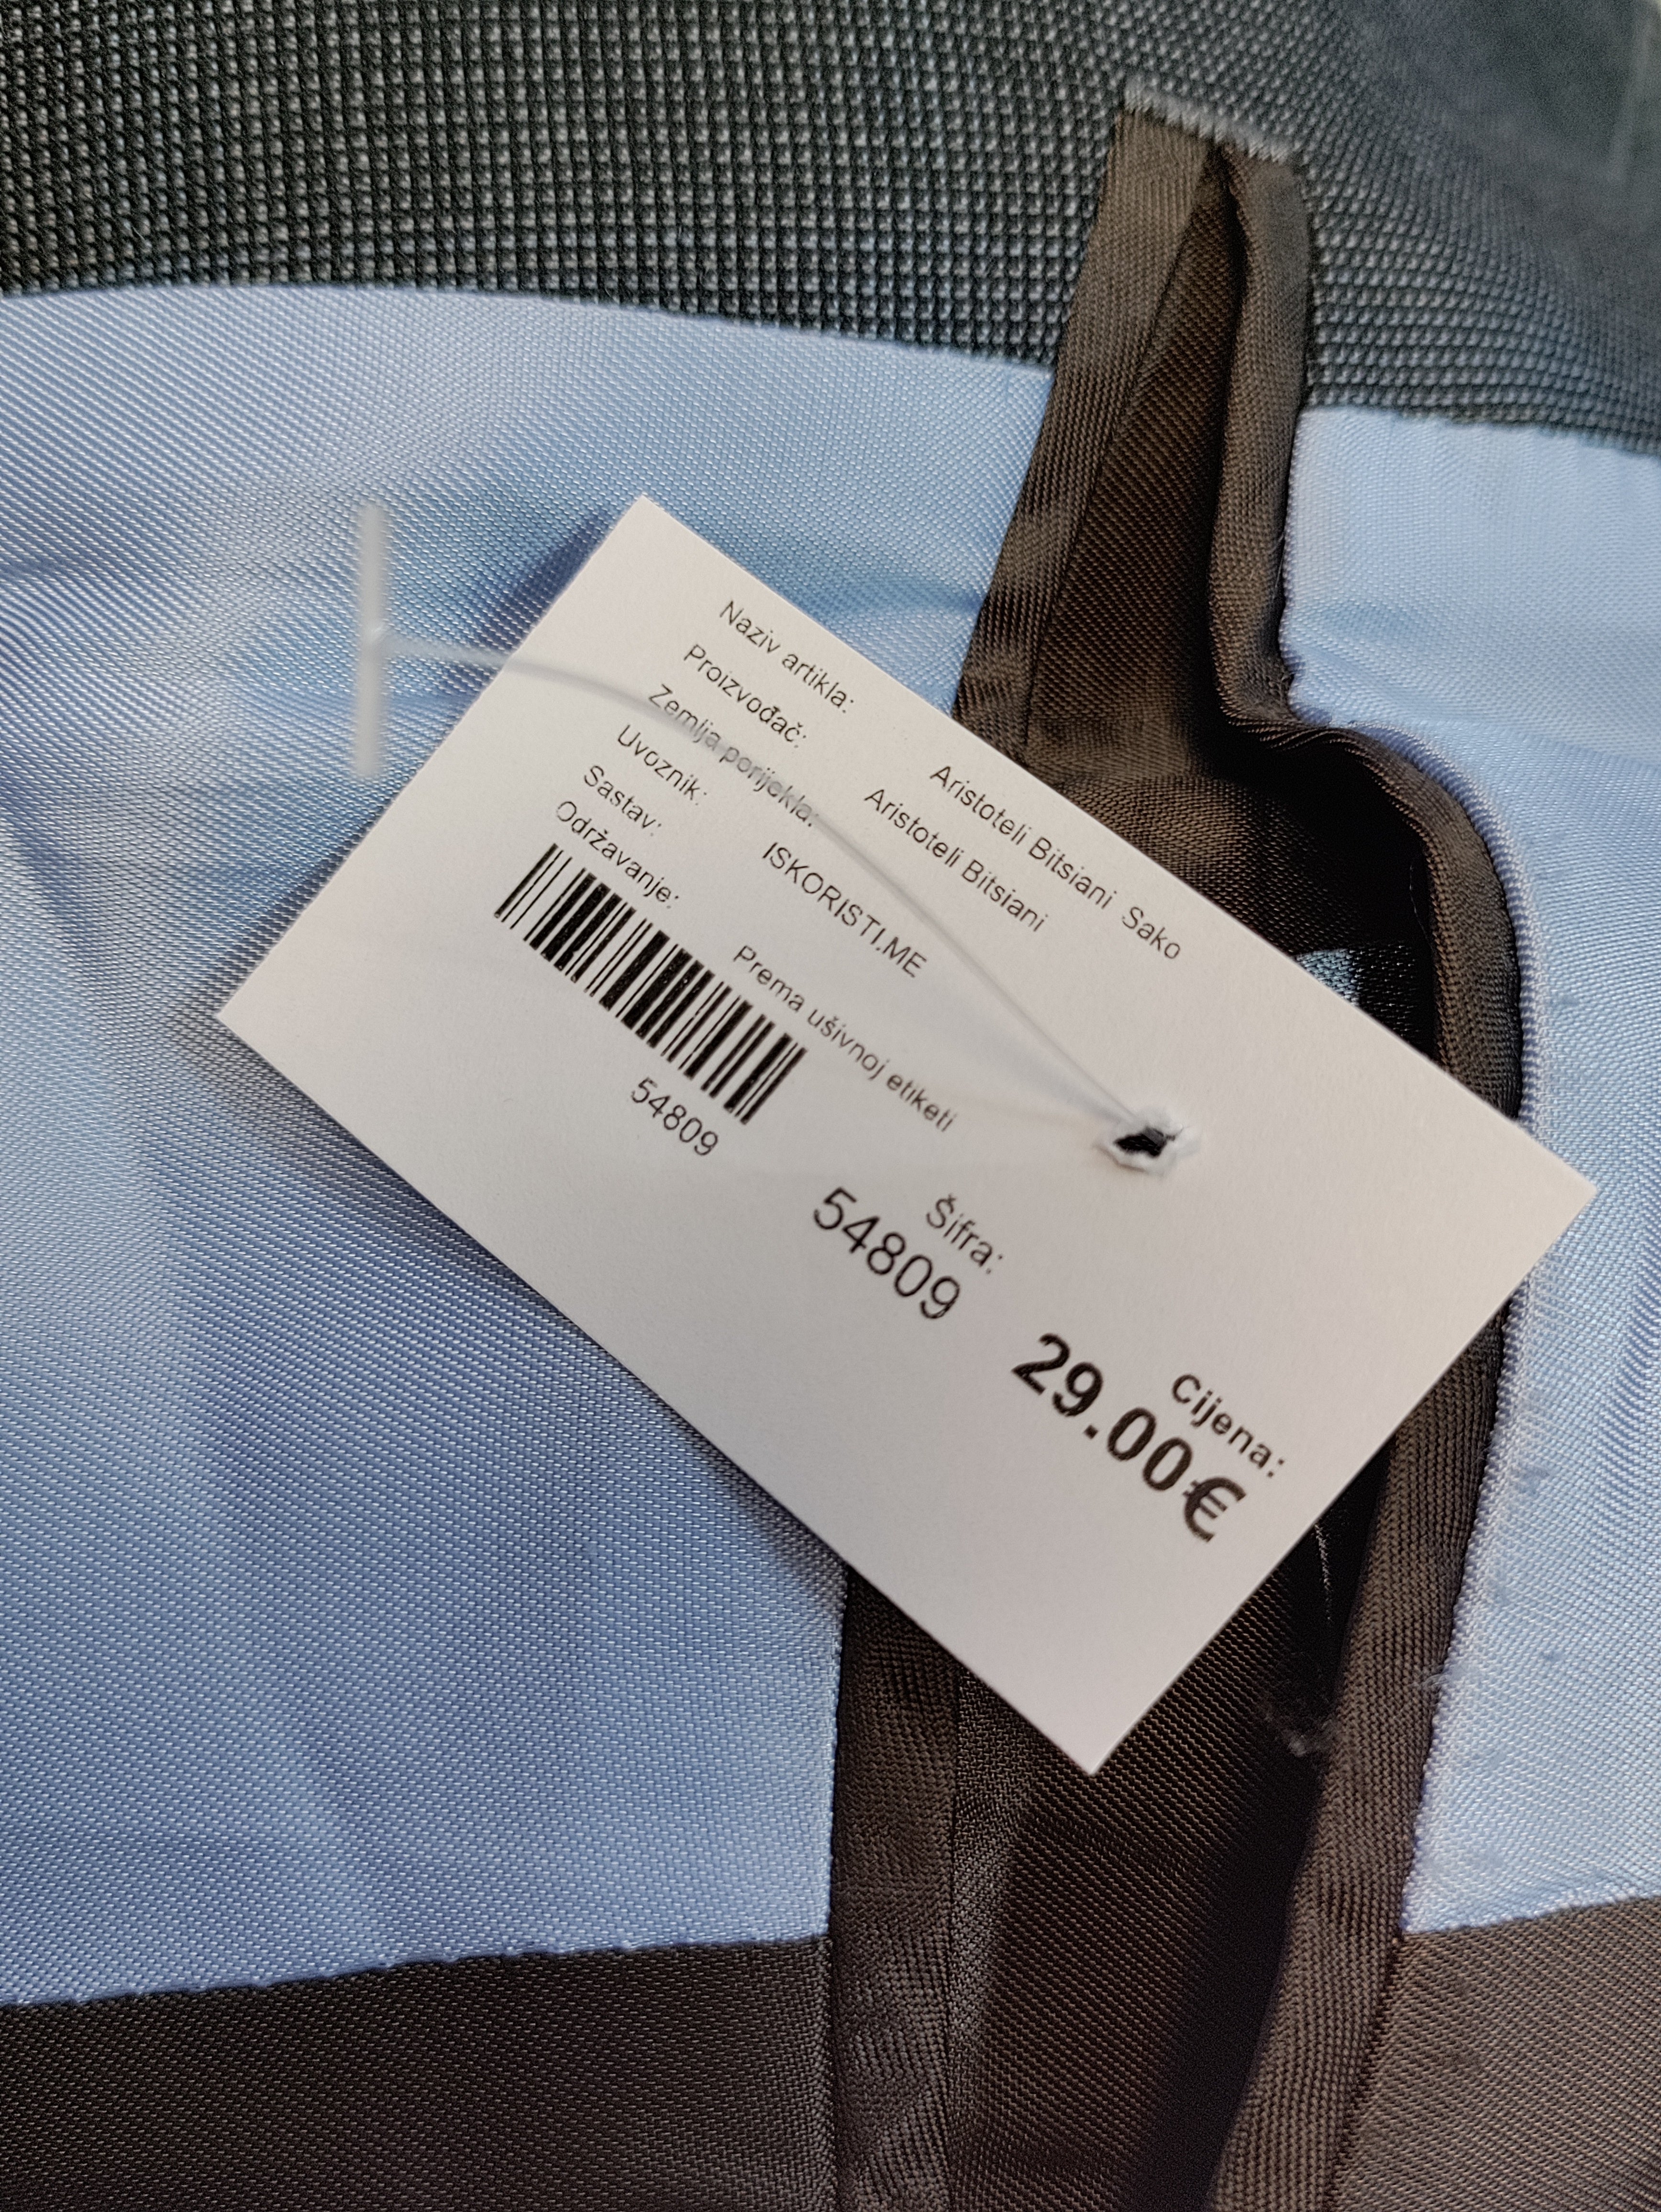 Naziv artikla: Aristoteli Bitsiani Sako
Proizvođač: Aristoteli Bitsiani
Zemlja porijekla:
Uvoznik: ISKORISTI.ME
Sastav:
Održavanje: Prema ušivnoj etiketi
54809
Šifra:
54809
Cijena:
29.00€